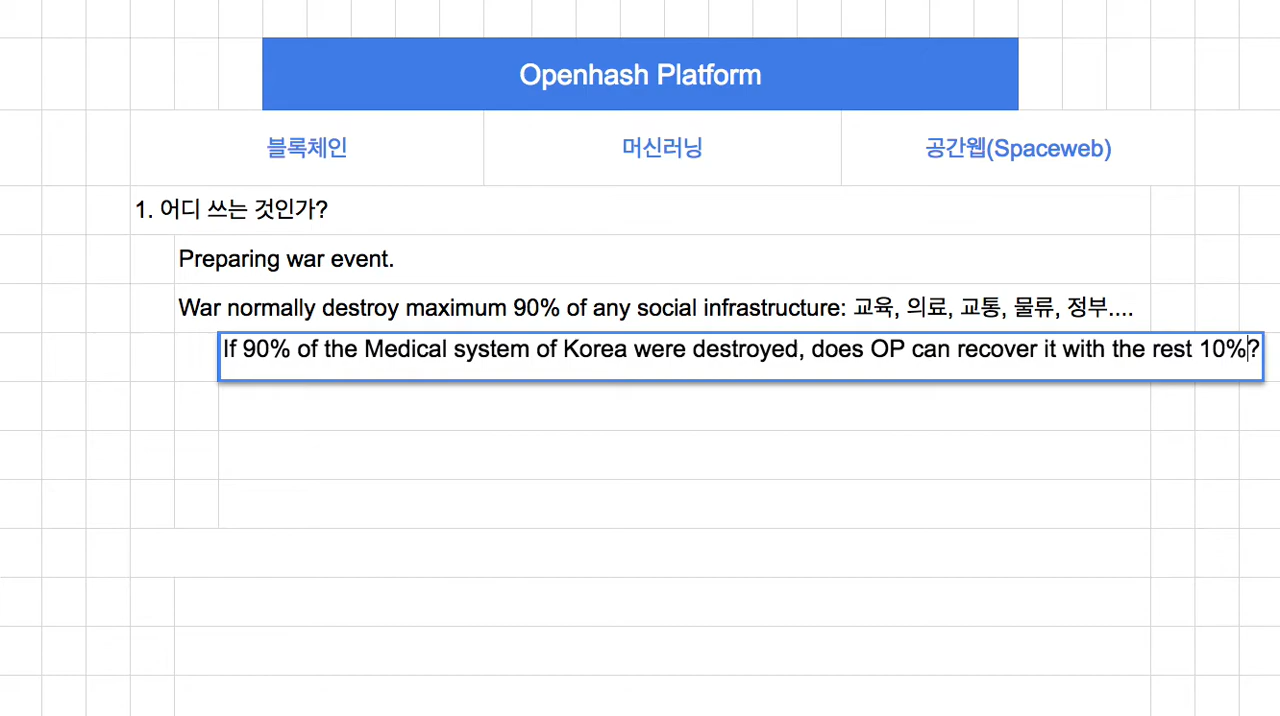 Openhash Platform
블록체인 머신러닝 공간웹(Spaceweb)
1. 어디 쓰는 것인가?
Preparing war event.
War normally destroy maximum 90% of any social infrastructure: 교육, 의료, 교통, 물류, 정부....
If 90% of the Medical system of Korea were destroyed, does OP can recover it with the rest 10%?